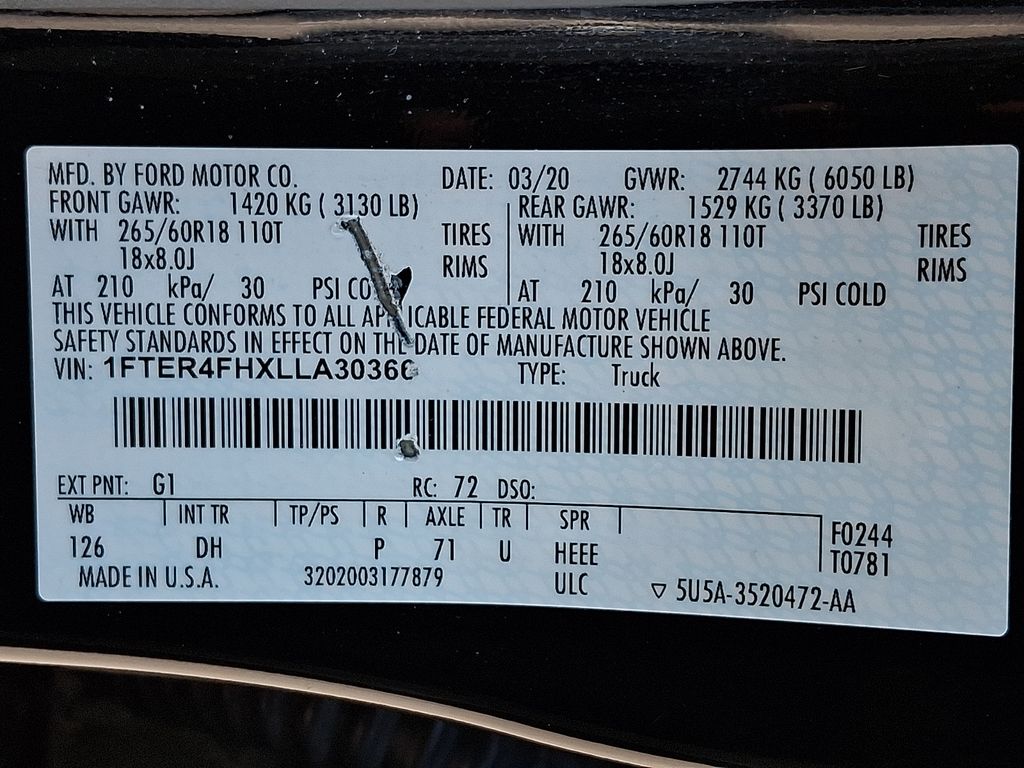 MFD. BY FORD MOTOR CO. DATE: 03/20 GVWR: 2744 KG ( 6050 LB)
FRONT GAWR: 1420 KG ( 3130 LB) REAR GAWR: 1529 KG ( 3370 LB)
WITH 265/60R18 110T TIRES WITH 265/60R18 110T TIRES
18x8.0J RIMS 18x8.0J RIMS
AT 210 kPa/ 30 PSI AT 210 kPa/ 30 PSI COLD
THIS VEHICLE CONFORMS TO ALL APPLICABLE FEDERAL MOTOR VEHICLE
SAFETY STANDARDS IN EFFECT ON THE DATE OF MANUFACTURE SHOWN ABOVE.
VIN: 1FTER4FHXLLA30366 TYPE: Truck
EXT PNT: G1 RC: 72 DSO:
WB INT TR TP/PS R AXLE TR SPR
126 DH P 71 U HEEE F0244
MADE IN U.S.A. 3202003177879 ULC T0781
▽ 5U5A-3520472-AA